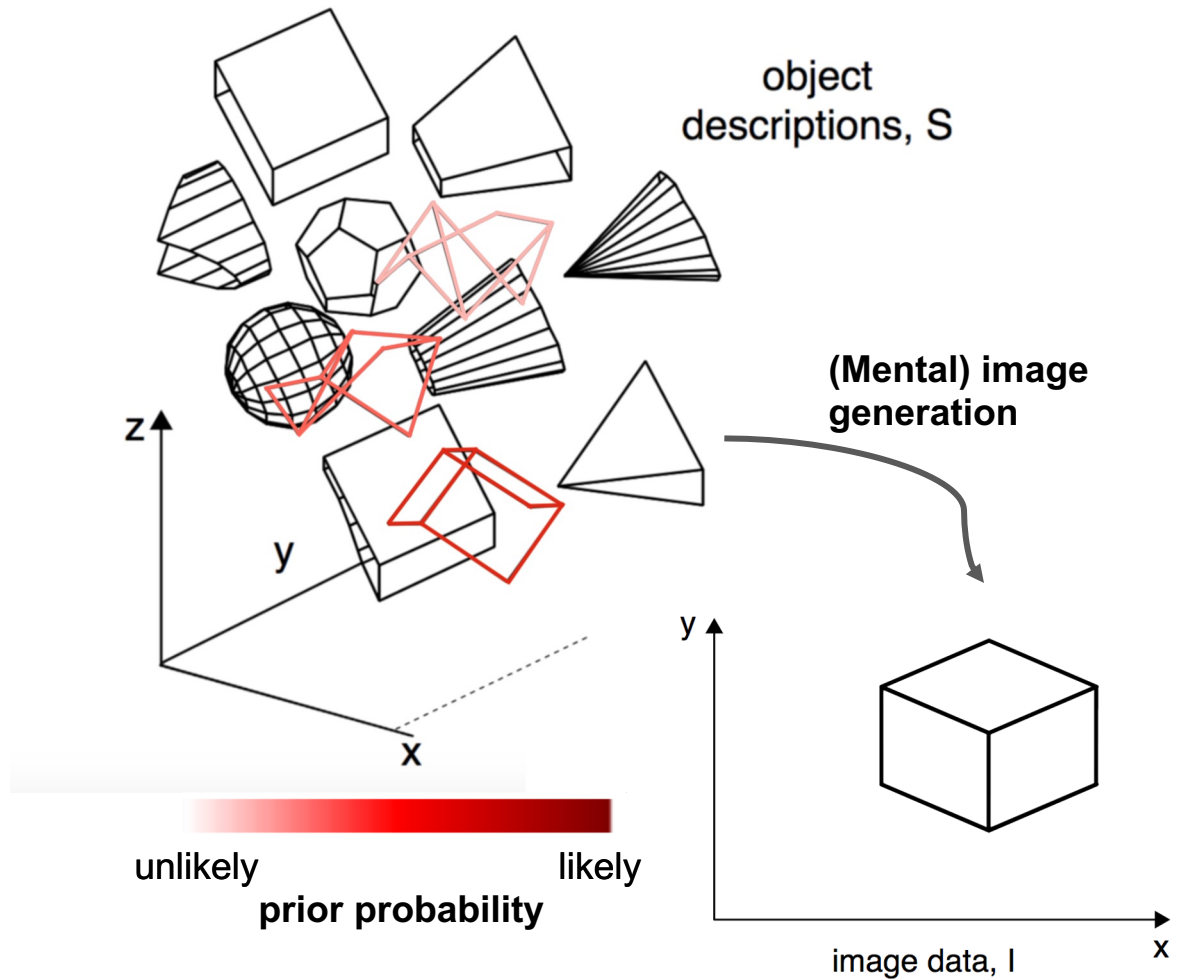 object
descriptions, S
(Mental) image
generation
z
y
x
unlikely
likely
prior probability
y
x
image data, I